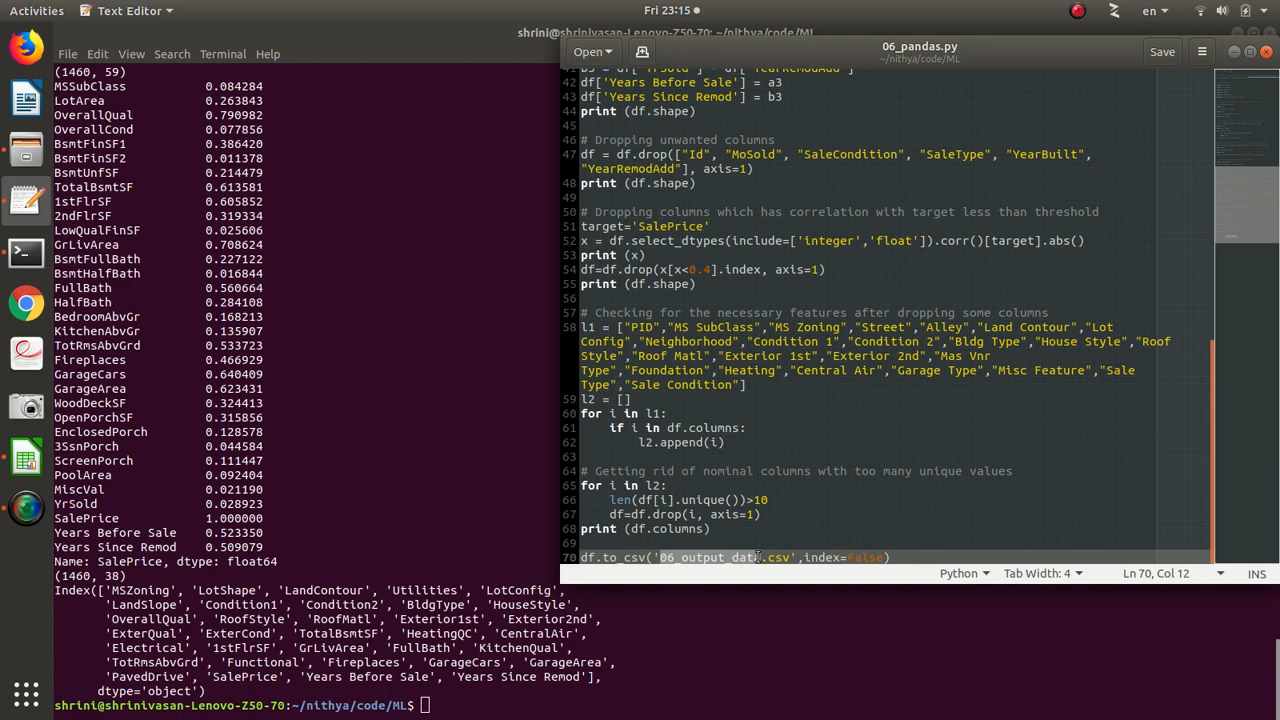 Activities
Text Editor
Fri 23:15
en
shrini@shrinivasan-Lenovo-Z50-70: ~/nithya/code/ML
File Edit View Search Terminal Help
(1460, 59)
MSSubClass 0.084284
LotArea 0.263843
OverallQual 0.790982
OverallCond 0.077856
BsmtFinSF1 0.386420
BsmtFinSF2 0.011378
BsmtUnfSF 0.214479
TotalBsmtSF 0.613581
1stFlrSF 0.605852
2ndFlrSF 0.319334
LowQualFinSF 0.025606
GrLivArea 0.708624
BsmtFullBath 0.227122
BsmtHalfBath 0.016844
FullBath 0.560664
HalfBath 0.284108
BedroomAbvGr 0.168213
KitchenAbvGr 0.135907
TotRmsAbvGrd 0.533723
Fireplaces 0.466929
GarageCars 0.640409
GarageArea 0.623431
WoodDeckSF 0.324413
OpenPorchSF 0.315856
EnclosedPorch 0.128578
3SsnPorch 0.044584
ScreenPorch 0.111447
PoolArea 0.092404
MiscVal 0.021190
YrSold 0.028923
SalePrice 1.000000
Years Before Sale 0.523350
Years Since Remod 0.509079
Name: SalePrice, dtype: float64
(1460, 38)
Index(['MSZoning', 'LotShape', 'LandContour', 'Utilities', 'LotConfig',
'LandSlope', 'Condition1', 'Condition2', 'BldgType', 'HouseStyle',
'OverallQual', 'RoofStyle', 'RoofMatl', 'Exterior1st', 'Exterior2nd',
'ExterQual', 'ExterCond', 'TotalBsmtSF', 'HeatingQC', 'CentralAir',
'Electrical', '1stFlrSF', 'GrLivArea', 'FullBath', 'KitchenQual',
'TotRmsAbvGrd', 'Functional', 'Fireplaces', 'GarageCars', 'GarageArea',
'PavedDrive', 'SalePrice', 'Years Before Sale', 'Years Since Remod'],
dtype='object')
shrini@shrinivasan-Lenovo-Z50-70:~/nithya/code/ML$
Open
06_pandas.py
~/nithya/code/ML
Save
41 b3 = df['YrSold'] - df['YearRemodAdd']
42 df['Years Before Sale'] = a3
43 df['Years Since Remod'] = b3
44 print (df.shape)
45
46 # Dropping unwanted columns
47 df = df.drop(["Id", "MoSold", "SaleCondition", "SaleType", "YearBuilt",
"YearRemodAdd"], axis=1)
48 print (df.shape)
49
50 # Dropping columns which has correlation with target less than threshold
51 target='SalePrice'
52 x = df.select_dtypes(include=['integer','float']).corr()[target].abs()
53 print (x)
54 df=df.drop(x[x<0.4].index, axis=1)
55 print (df.shape)
56
57 # Checking for the necessary features after dropping some columns
58 l1 = ["PID","MS SubClass","MS Zoning","Street","Alley","Land Contour","Lot
Config","Neighborhood","Condition 1","Condition 2","Bldg Type","House Style","Roof
Style","Roof Matl","Exterior 1st","Exterior 2nd","Mas Vnr
Type","Foundation","Heating","Central Air","Garage Type","Misc Feature","Sale
Type","Sale Condition"]
59 l2 = []
60 for i in l1:
61 if i in df.columns:
62 l2.append(i)
63
64 # Getting rid of nominal columns with too many unique values
65 for i in l2:
66 len(df[i].unique())>10
67 df=df.drop(i, axis=1)
68 print (df.columns)
69
70 df.to_csv('06_output_data.csv',index=False)
Python Tab Width: 4 Ln 70, Col 12 INS